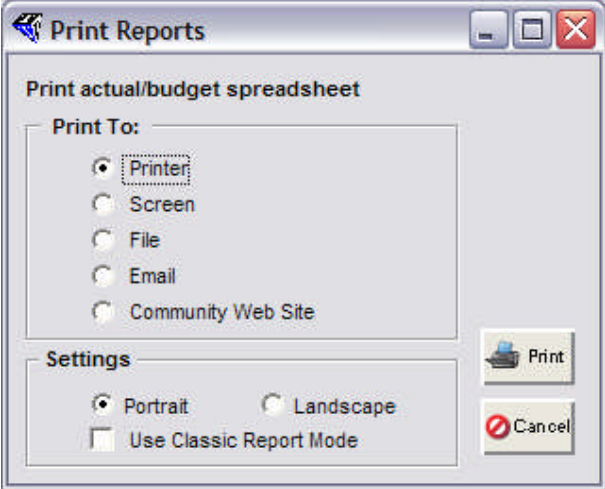 Print Reports
Print actual/budget spreadsheet
Print To:
Printer
Screen
File
Email
Community Web Site
Settings
Portrait Landscape
Use Classic Report Mode
Print
Cancel